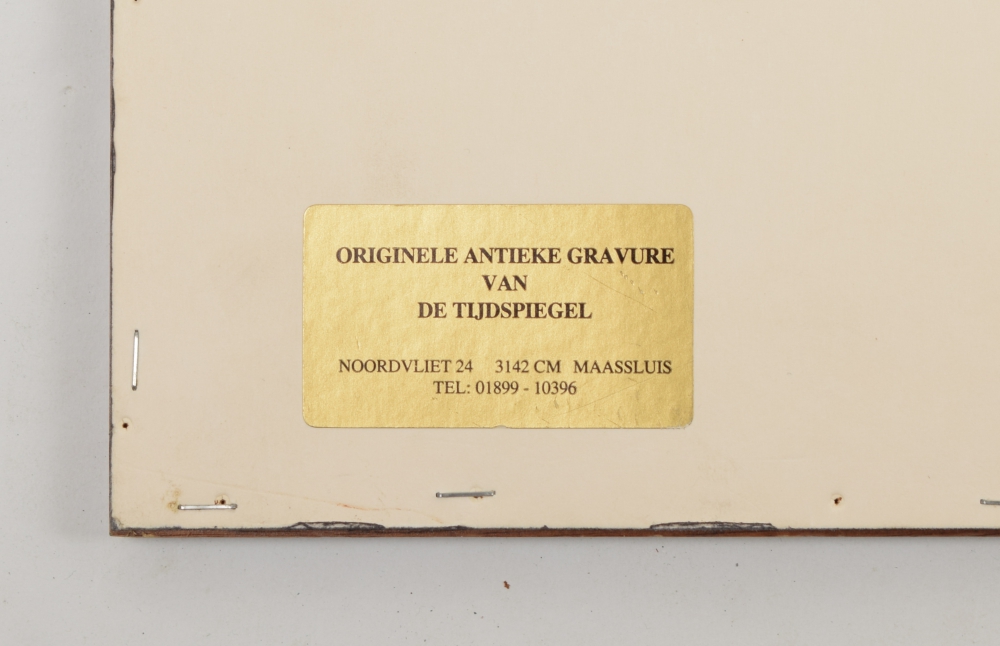 ORIGINELE ANTIEKE GRAVURE
VAN
DE TIJDSPIEGEL
NOORDVLIET 24 3142 CM MAASSLUIS
TEL: 01899 - 10396